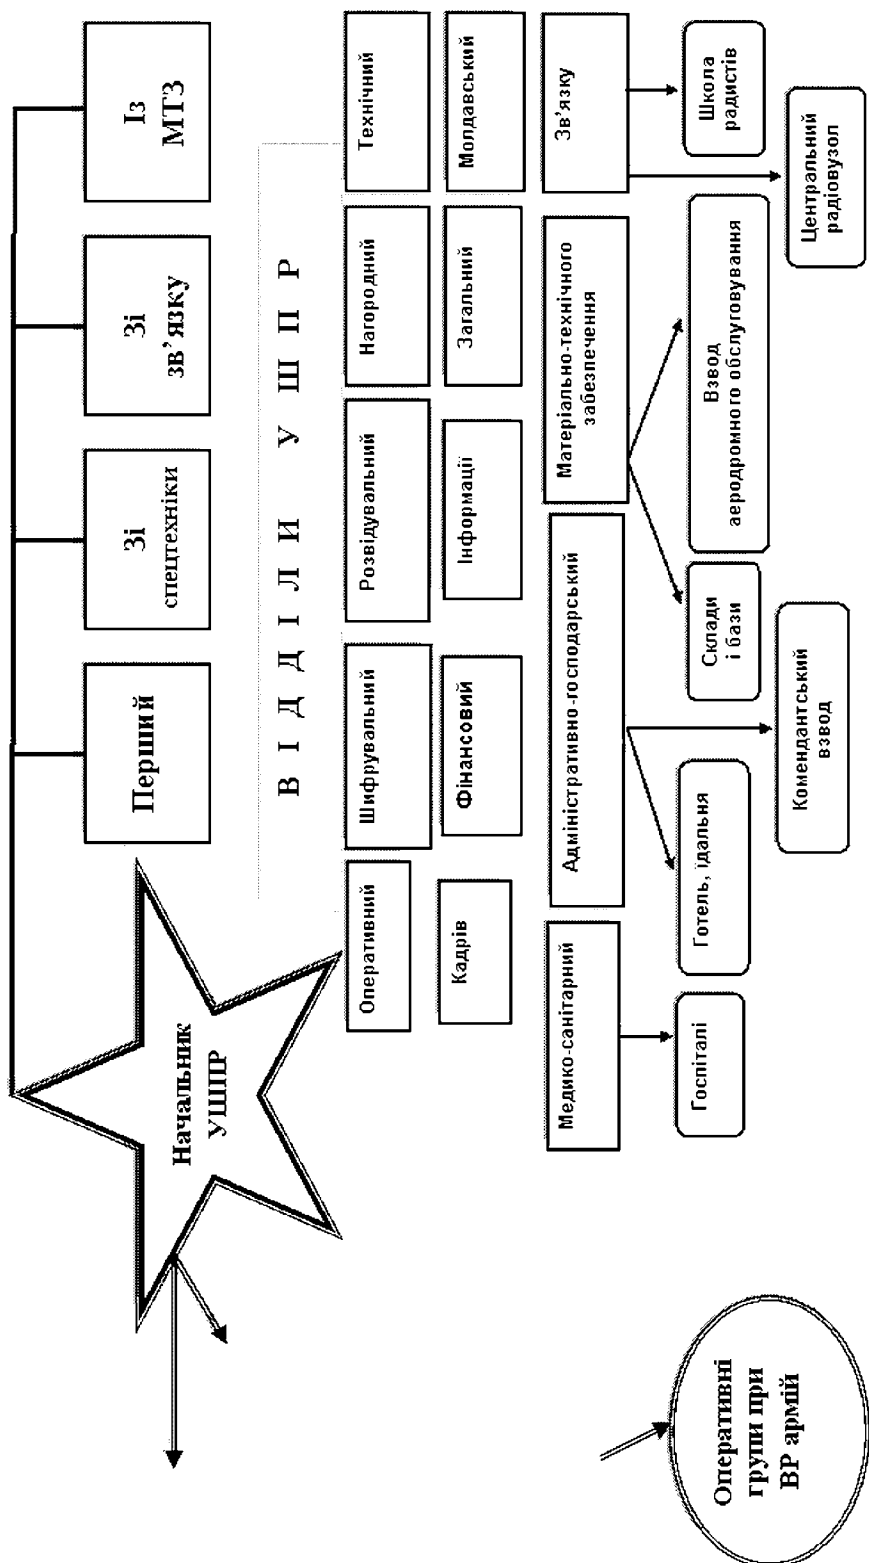 Начальник
УШПР
Перший
Зі
спецтехніки
Зі
зв’язку
Із
МТЗ
ВІДДІЛИ УШПР
Оперативний
Шифрувальний
Розвідувальний
Нагородний
Технічний
Кадрів
Фінансовий
Інформації
Загальний
Молдавський
Медико-санітарний
Адміністративно-господарський
Матеріально-технічного
забезпечення
Зв’язку
Госпіталі
Готель, їдальня
Комендантський
взвод
Склади
і бази
Взвод
аеродромного обслуговування
Школа
радистів
Центральний
радіовузол
Оперативні
групи при
ВР армій